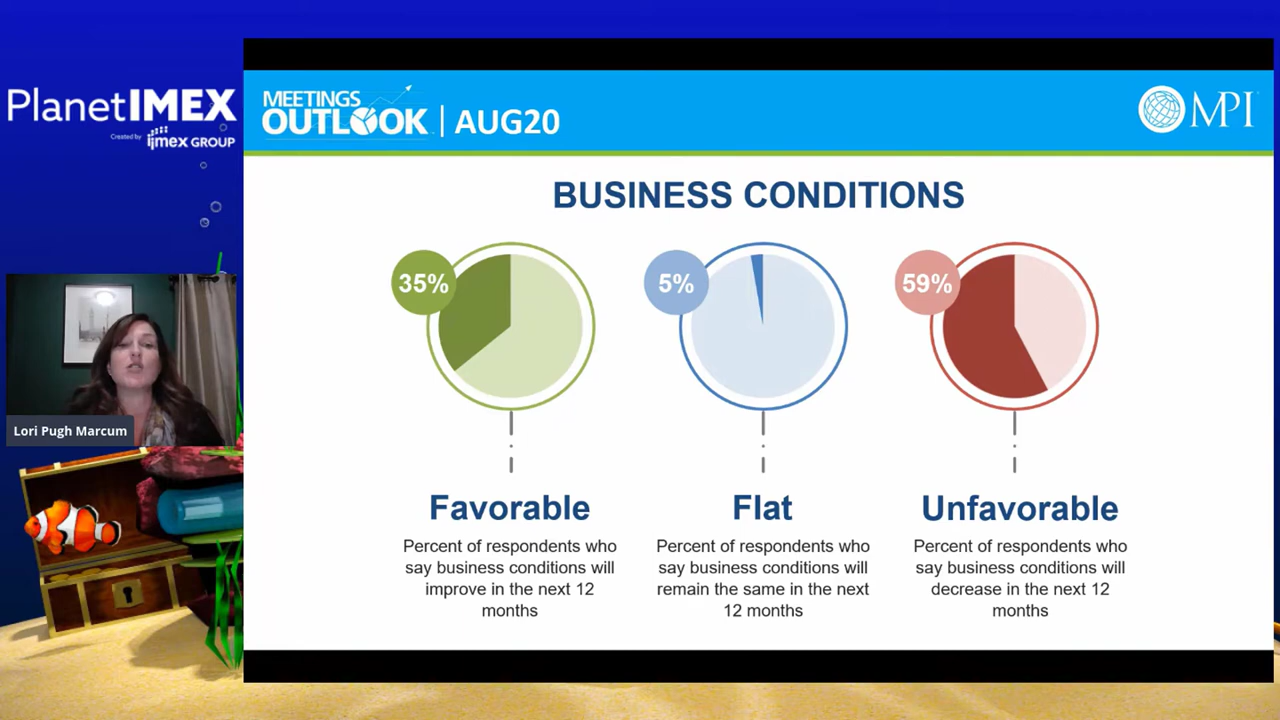 PlanetIMEX
Created by
imex GROUP
MEETINGS
OUTLOOK | AUG20
MPI
BUSINESS CONDITIONS
35%
5%
59%
Lori Pugh Marcum
Favorable
Percent of respondents who
say business conditions will
improve in the next 12
months
Flat
Percent of respondents who
say business conditions will
remain the same in the next
12 months
Unfavorable
Percent of respondents who
say business conditions will
decrease in the next 12
months